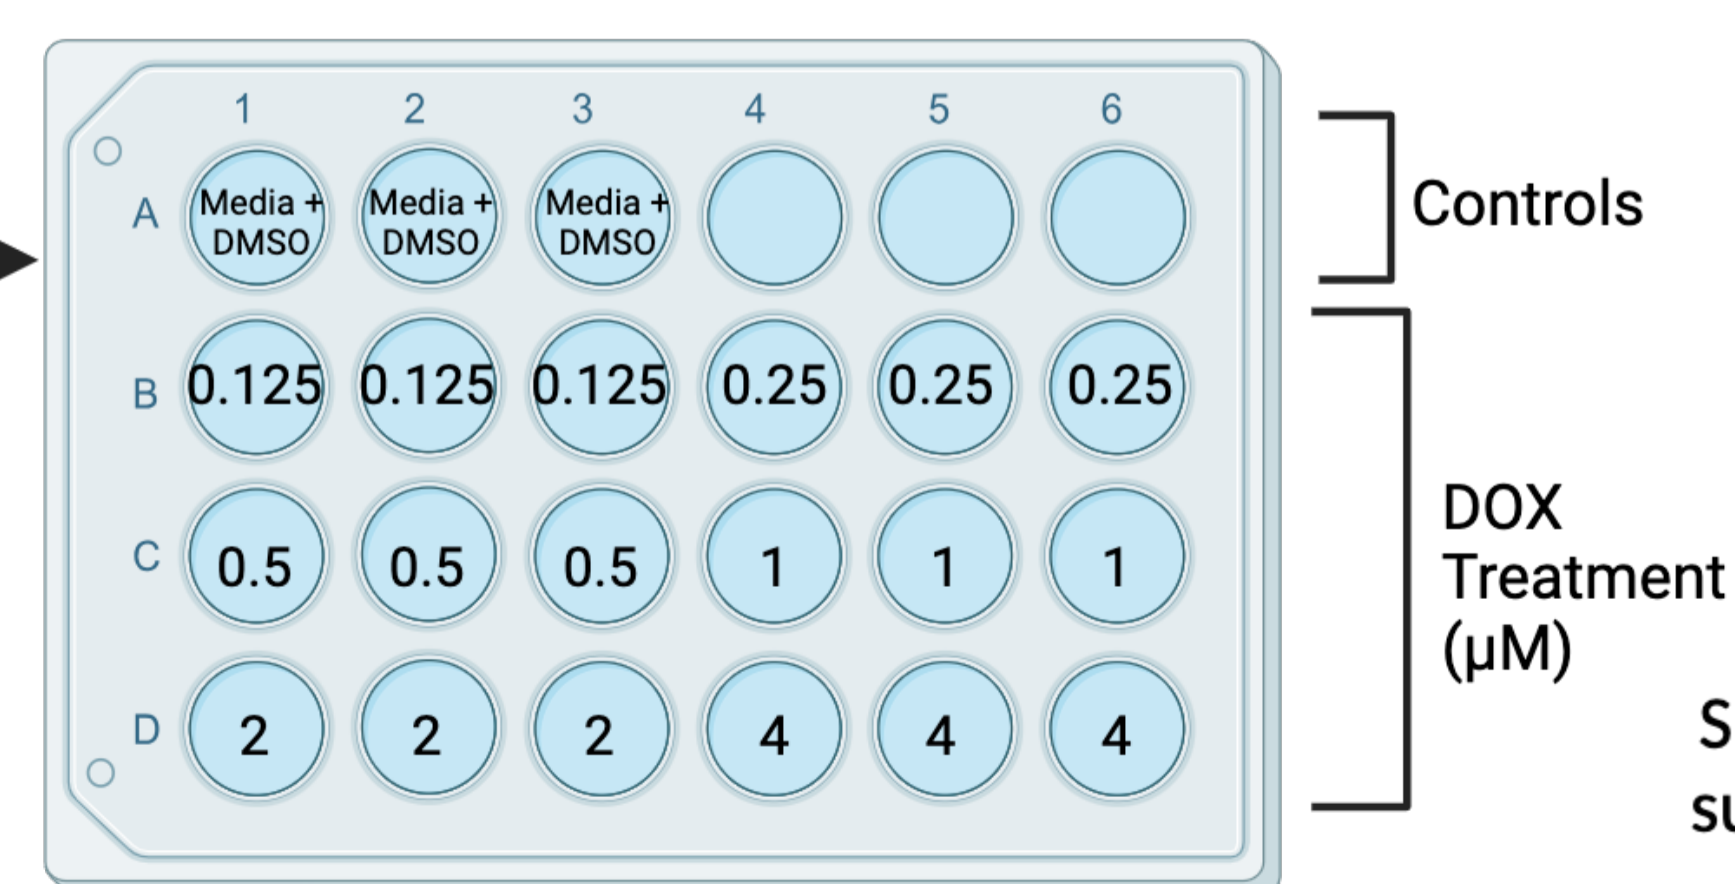 1 2 3 4 5 6
A Media + DMSO Media + DMSO Media + DMSO
Controls
B 0.125 0.125 0.125 0.25 0.25 0.25
C 0.5 0.5 0.5 1 1 1
D 2 2 2 4 4 4
DOX
Treatment
(µM)
S
su